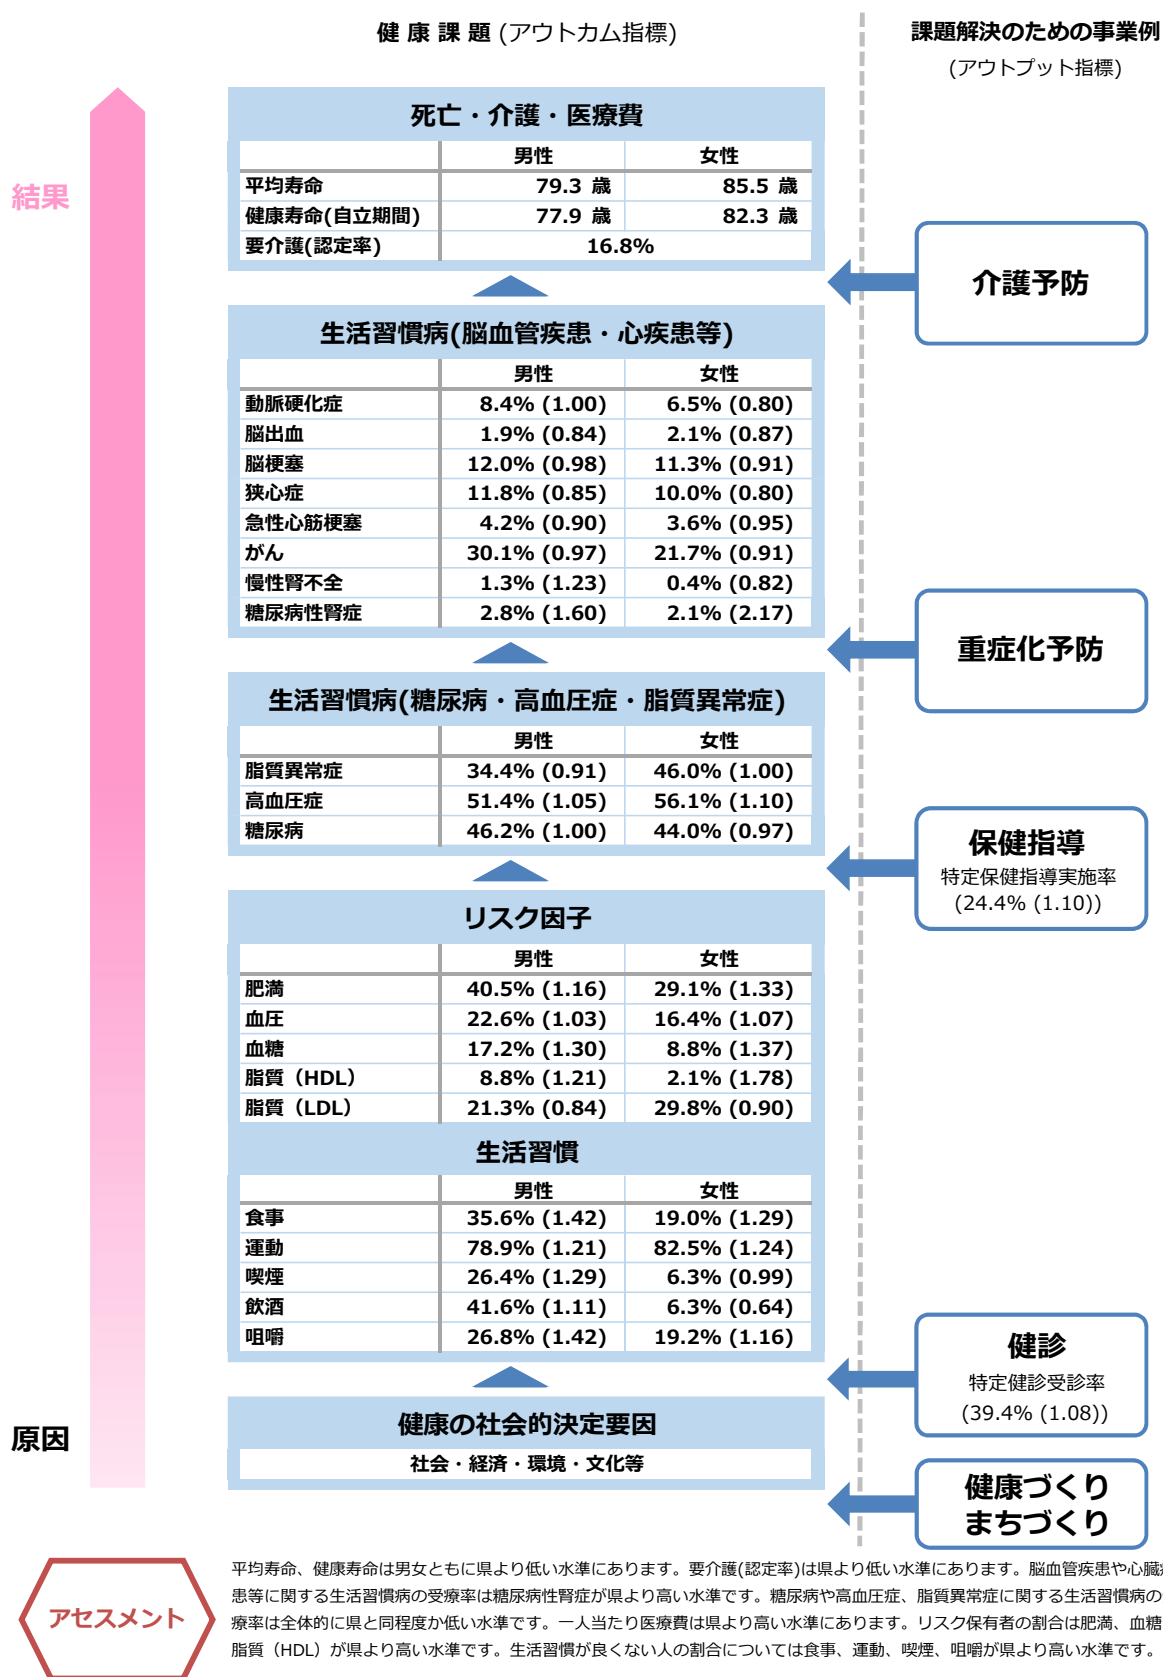 健 康 課 題 (アウトカム指標)
課題解決のための事業例
(アウトプット指標)
結果
原因
死亡・介護・医療費
男性 女性
平均寿命 79.3 歳 85.5 歳
健康寿命(自立期間) 77.9 歳 82.3 歳
要介護(認定率) 16.8%
介護予防
生活習慣病(脳血管疾患・心疾患等)
男性 女性
動脈硬化症 8.4% (1.00) 6.5% (0.80)
脳出血 1.9% (0.84) 2.1% (0.87)
脳梗塞 12.0% (0.98) 11.3% (0.91)
狭心症 11.8% (0.85) 10.0% (0.80)
急性心筋梗塞 4.2% (0.90) 3.6% (0.95)
がん 30.1% (0.97) 21.7% (0.91)
慢性腎不全 1.3% (1.23) 0.4% (0.82)
糖尿病性腎症 2.8% (1.60) 2.1% (2.17)
重症化予防
生活習慣病(糖尿病・高血圧症・脂質異常症)
男性 女性
脂質異常症 34.4% (0.91) 46.0% (1.00)
高血圧症 51.4% (1.05) 56.1% (1.10)
糖尿病 46.2% (1.00) 44.0% (0.97)
保健指導
特定保健指導実施率
(24.4% (1.10))
リスク因子
男性 女性
肥満 40.5% (1.16) 29.1% (1.33)
血圧 22.6% (1.03) 16.4% (1.07)
血糖 17.2% (1.30) 8.8% (1.37)
脂質（HDL） 8.8% (1.21) 2.1% (1.78)
脂質（LDL） 21.3% (0.84) 29.8% (0.90)
生活習慣
男性 女性
食事 35.6% (1.42) 19.0% (1.29)
運動 78.9% (1.21) 82.5% (1.24)
喫煙 26.4% (1.29) 6.3% (0.99)
飲酒 41.6% (1.11) 6.3% (0.64)
咀嚼 26.8% (1.42) 19.2% (1.16)
健診
特定健診受診率
(39.4% (1.08))
健康の社会的決定要因
社会・経済・環境・文化等
健康づくり
まちづくり
アセスメント
平均寿命、健康寿命は男女ともに県より低い水準にあります。要介護(認定率)は県より低い水準にあります。脳血管疾患や心臓
患等に関する生活習慣病の受療率は糖尿病性腎症が県より高い水準です。糖尿病や高血圧症、脂質異常症に関する生活習慣病の
療率は全体的に県と同程度か低い水準です。一人当たり医療費は県より高い水準にあります。リスク保有者の割合は肥満、血糖
脂質（HDL）が県より高い水準です。生活習慣が良くない人の割合については食事、運動、喫煙、咀嚼が県より高い水準です。